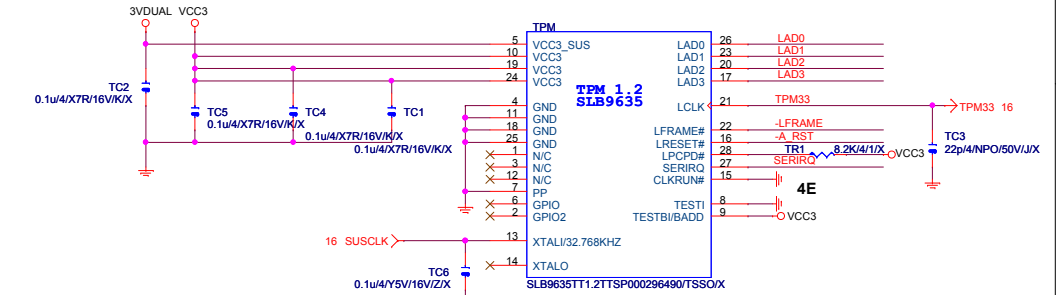 3VDUAL VCC3
TPM
5 VCC3_SUS LAD0 26 LAD0
10 VCC3 LAD1 23 LAD1
19 VCC3 LAD2 20 LAD2
24 VCC3 LAD3 17 LAD3
TC2
0.1u/4/X7R/16V/K/X
TPM 1.2
SLB9635
4 GND LCLK 21 TPM33 TPM33 16
TC5 TC4 TC1
0.1u/4/X7R/16V/K/X
0.1u/4/X7R/16V/K/X
0.1u/4/X7R/16V/K/X
11 GND
18 GND LFRAME# 22 -LFRAME
25 GND LRESET# 16 -A_RST
1 N/C LPCPD# 28 TR1 8.2K/4/1/X VCC3
3 N/C SERIRQ 27 SERIRQ
12 N/C CLKRUN# 15
TC3
22p/4/NPO/50V/J/X
7 PP
4E
6 GPIO TESTI 8
2 GPIO2 TESTBI/BADD 9 VCC3
16 SUSCLK 13 XTALI/32.768KHZ
14 XTALO
TC6
0.1u/4/Y5V/16V/Z/X
SLB9635TT1.2TTSP000296490/TSSO/X